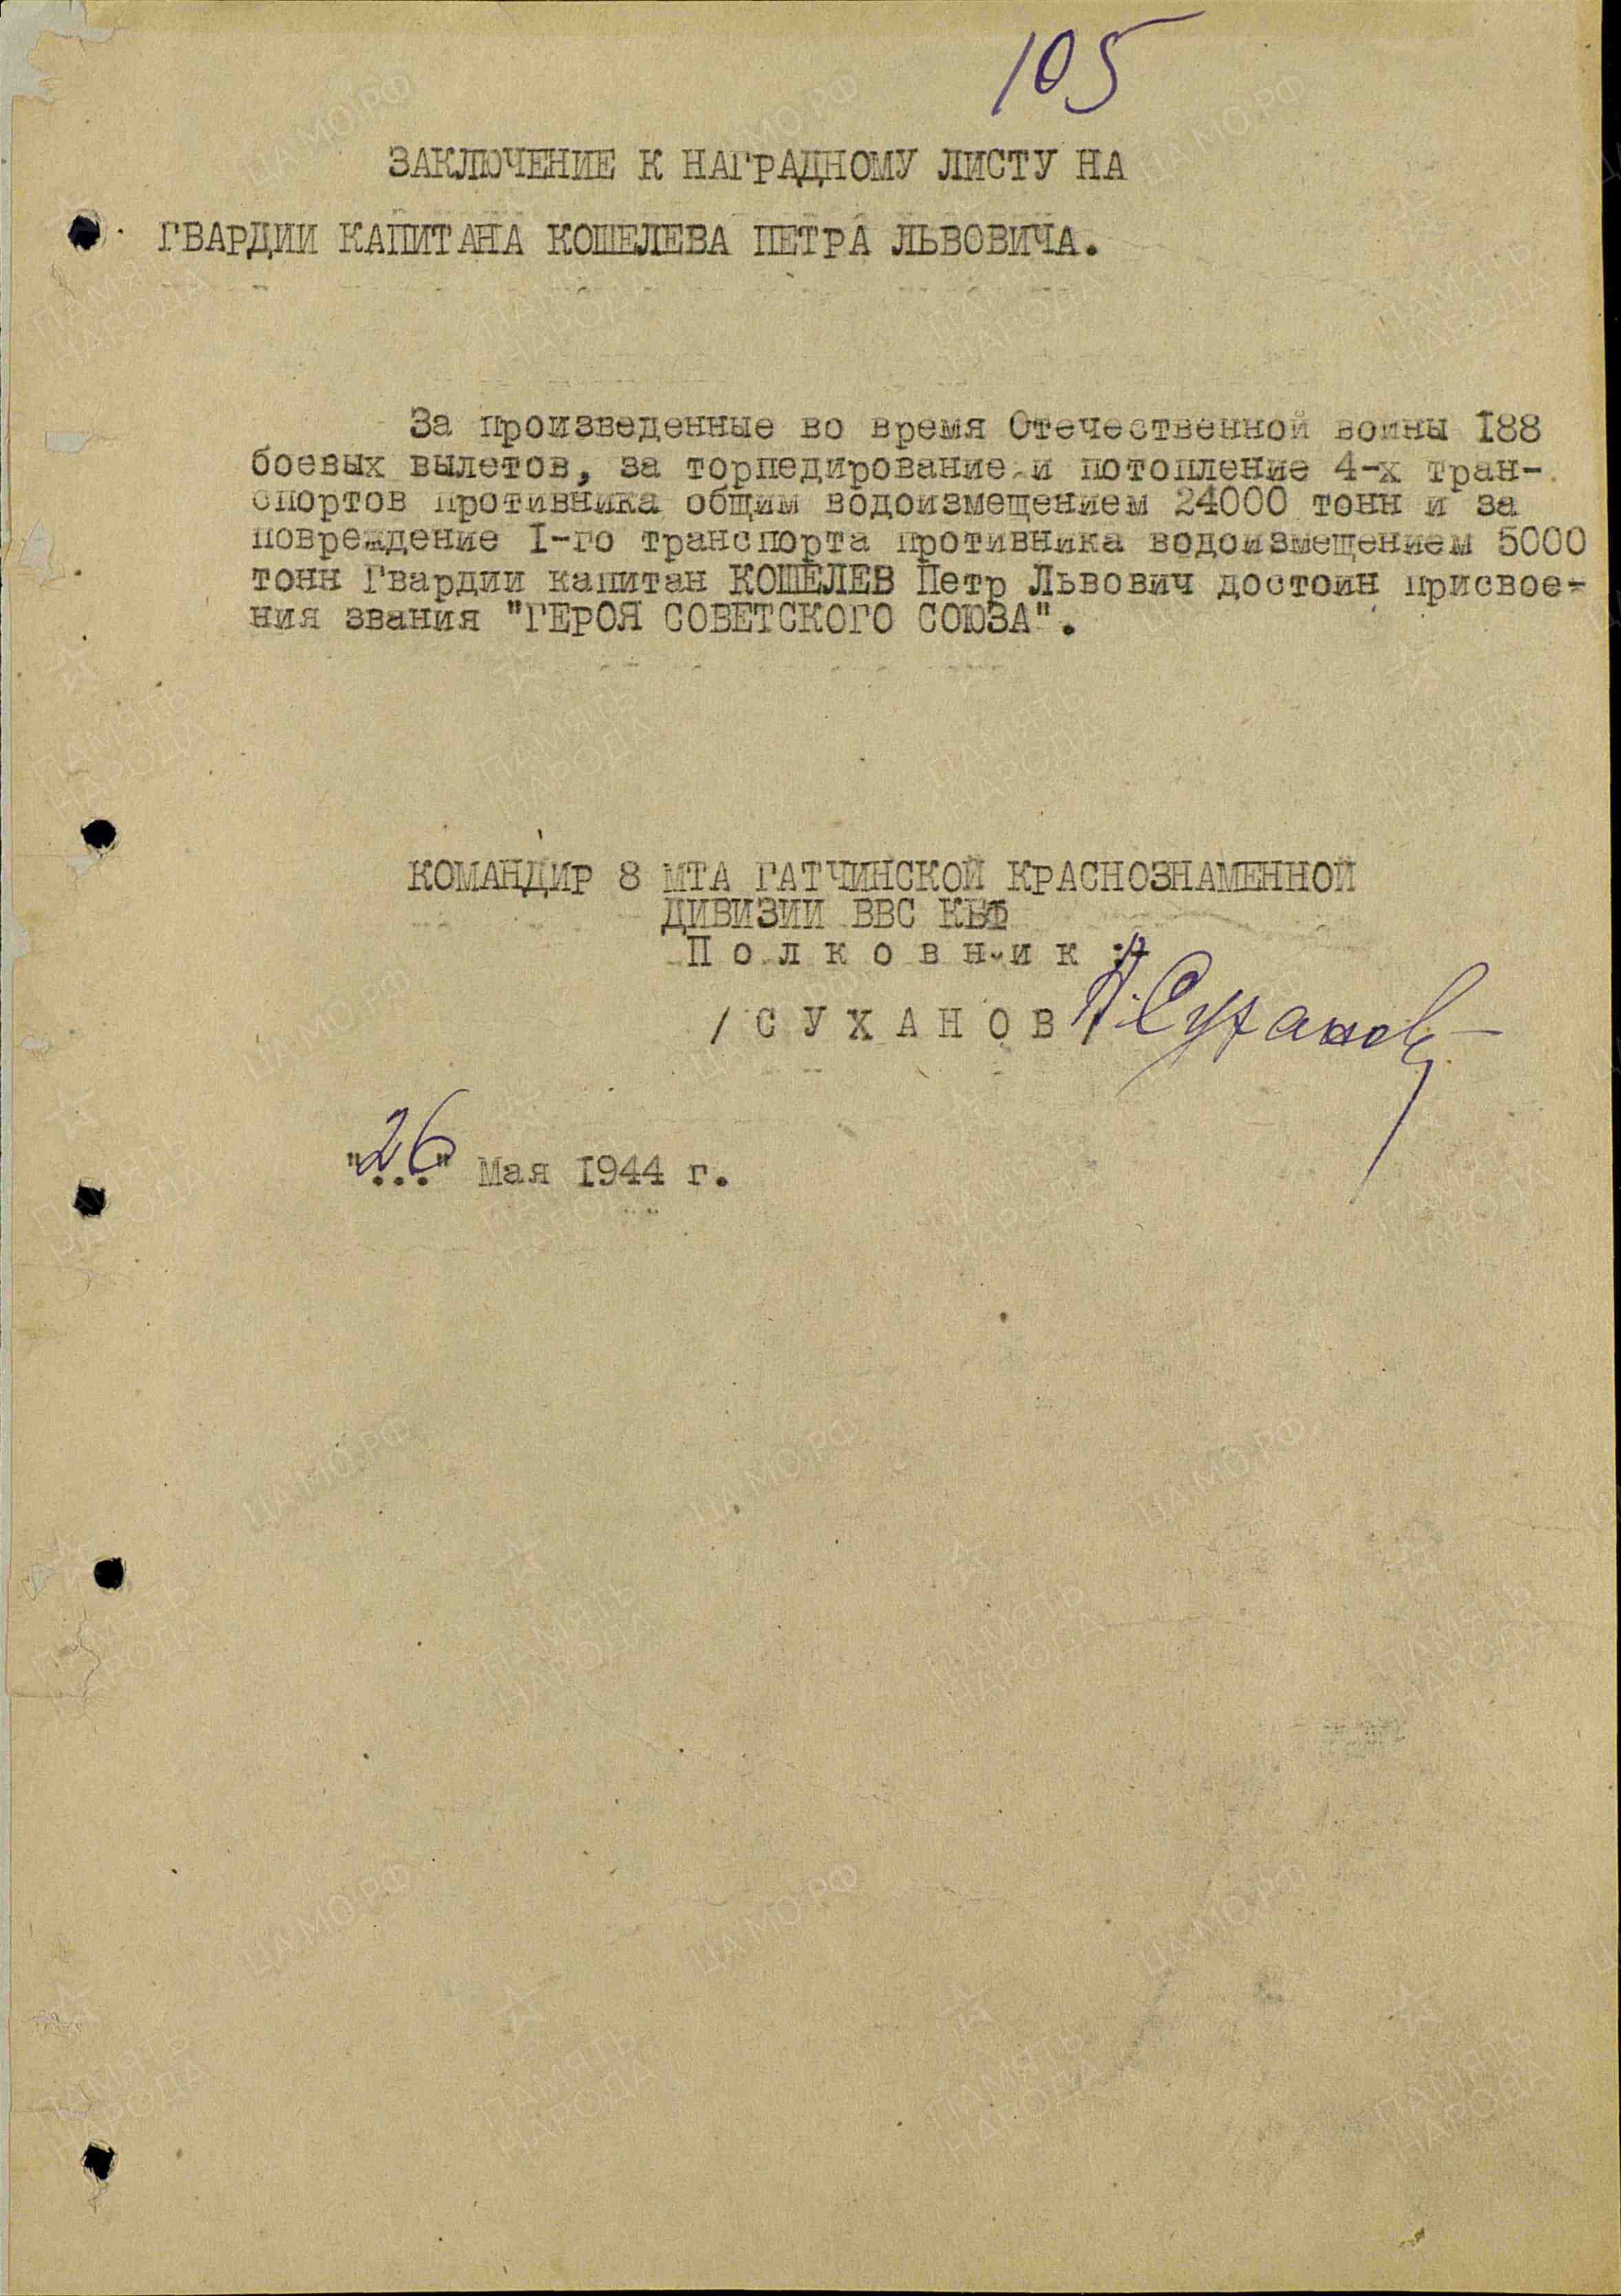 105
ЗАКЛЮЧЕНИЕ К НАГРАДНОМУ ЛИСТУ НА
ГВАРДИИ КАПИТАНА КОШЕЛЕВА ПЕТРА ЛЬВОВИЧА.
За произведенные во время Отечественной войны I88
боевых вылетов, за торпедирование и потопление 4-х тран-
спортов противника общим водоизмещением 24000 тонн и за
повреждение I-го транспорта противника водоизмещением 5000
тонн Гвардии капитан КОШЕЛЕВ Петр Львович достоин присвое-
ния звания "ГЕРОЯ СОВЕТСКОГО СОЮЗА".
КОМАНДИР 8 МТА ГАТЧИНСКОЙ КРАСНОЗНАМЕННОЙ
ДИВИЗИИ ВВС КБФ
П о л к о в н и к :
/ С У Х А Н О В / Суханов
"26" Мая I944 г.